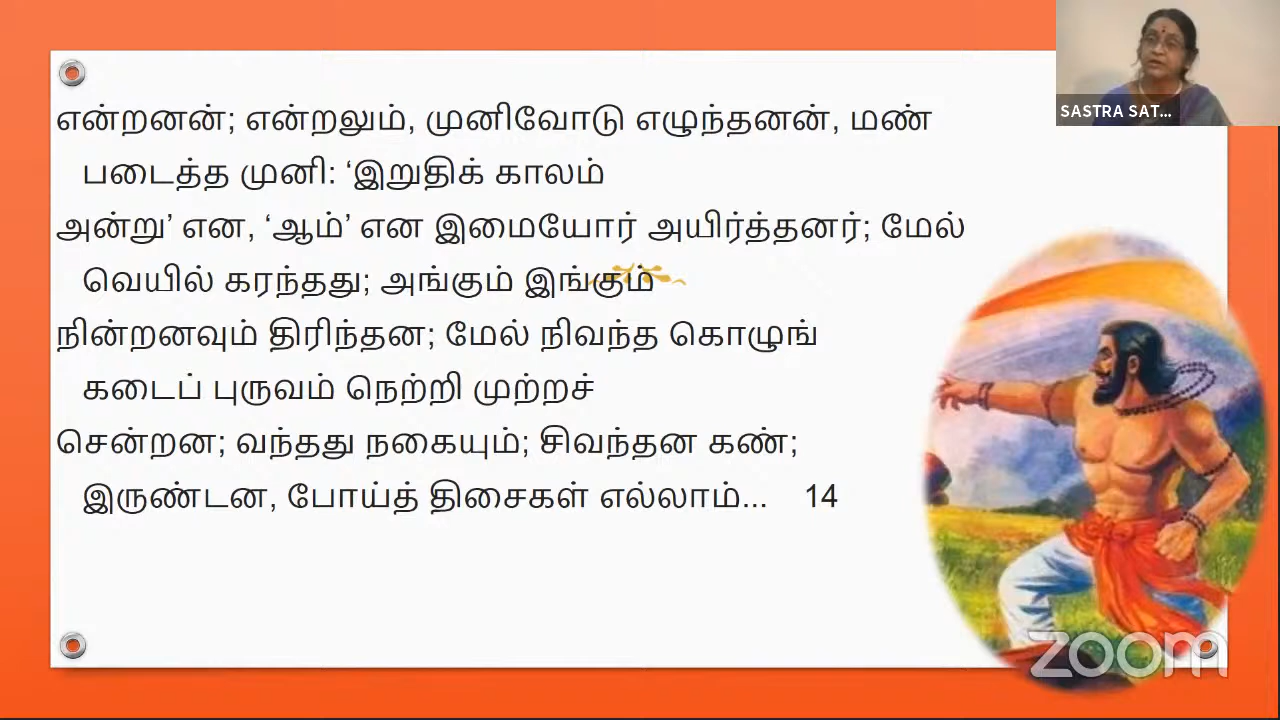 என்றனன்; என்றலும், முனிவோடு எழுந்தனன், மண்
படைத்த முனி: ‘இறுதிக் காலம்
அன்று’ என, ‘ஆம்’ என இமையோர் அயிர்த்தனர்; மேல்
வெயில் கரந்தது; அங்கும் இங்கும்
நின்றனவும் திரிந்தன; மேல் நிவந்த கொழுங்
கடைப் புருவம் நெற்றி முற்றச்
சென்றன; வந்தது நகையும்; சிவந்தன கண்;
இருண்டன, போய்த் திசைகள் எல்லாம்... 14
SASTRA SAT...
zoom